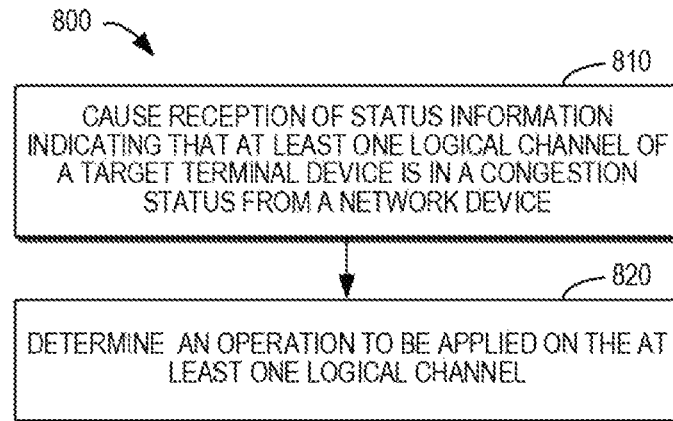 800
810
CAUSE RECEPTION OF STATUS INFORMATION
INDICATING THAT AT LEAST ONE LOGICAL CHANNEL OF
A TARGET TERMINAL DEVICE IS IN A CONGESTION
STATUS FROM A NETWORK DEVICE
820
DETERMINE AN OPERATION TO BE APPLIED ON THE AT
LEAST ONE LOGICAL CHANNEL